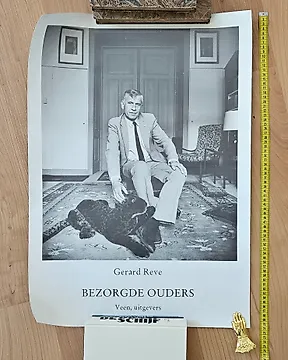 Gerard Reve
BEZORGDE OUDERS
Veen, uitgevers